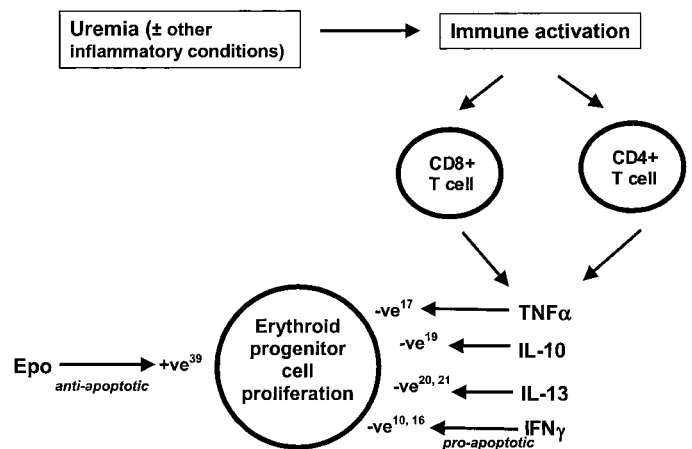 Uremia (± other
inflammatory conditions)
Immune activation
CD8+
T cell
CD4+
T cell
-ve17
TNFα
Erythroid
progenitor
cell
proliferation
-ve19
IL-10
Epo
anti-apoptotic
+ve39
-ve20, 21
IL-13
-ve10, 16
pro-apoptotic
IFNγ